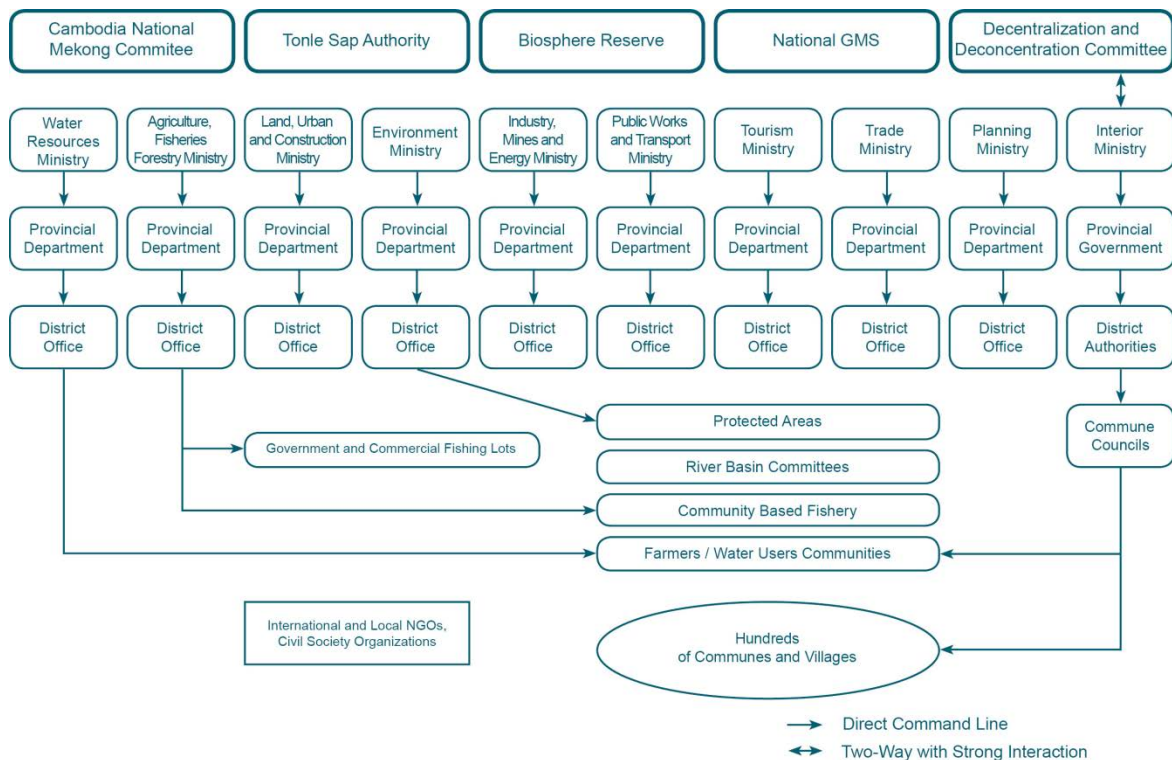 Cambodia National
Mekong Commitee
Tonle Sap Authority
Biosphere Reserve
National GMS
Decentralization and
Deconcentration Committee
Water
Resources
Ministry
Agriculture,
Fisheries
Forestry Ministry
Land, Urban
and Construction
Ministry
Environment
Ministry
Industry,
Mines and
Energy Ministry
Public Works
and Transport
Ministry
Tourism
Ministry
Trade
Ministry
Planning
Ministry
Interior
Ministry
Provincial
Department
Provincial
Department
Provincial
Department
Provincial
Department
Provincial
Department
Provincial
Department
Provincial
Department
Provincial
Department
Provincial
Department
Provincial
Government
District
Office
District
Office
District
Office
District
Office
District
Office
District
Office
District
Office
District
Office
District
Office
District
Authorities
Protected Areas
Commune
Councils
Government and Commercial Fishing Lots
River Basin Committees
Community Based Fishery
Farmers / Water Users Communities
International and Local NGOs,
Civil Society Organizations
Hundreds
of Communes and Villages
Direct Command Line
Two-Way with Strong Interaction